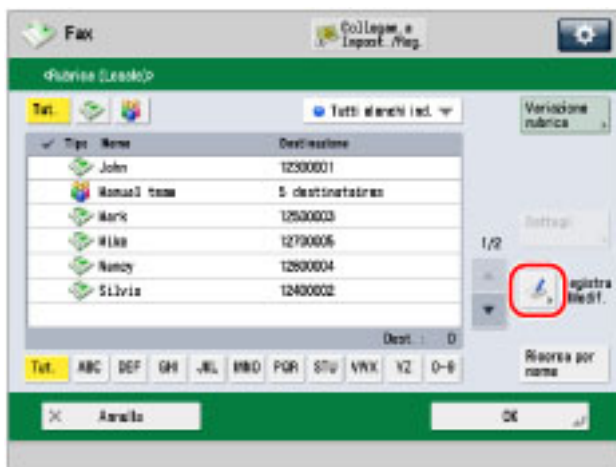 Fax
Collegam. a
Impost./Reg.
<Rubrica (Locale)>
Tut.
Tutti elenchi ind.
Variazione
rubrica
Tipo Nome Destinazione
John 12300001
Manual team 5 destinataires
Mark 12500003
Mike 12700005
Nancy 12600004
Silvia 12400002
Dettagli
1/2
egistra
Modif.
Dest. : 0
Tut. ABC DEF GHI JKL MNO PQR STU VWX YZ 0-9
Ricerca per
nome
Annulla
OK